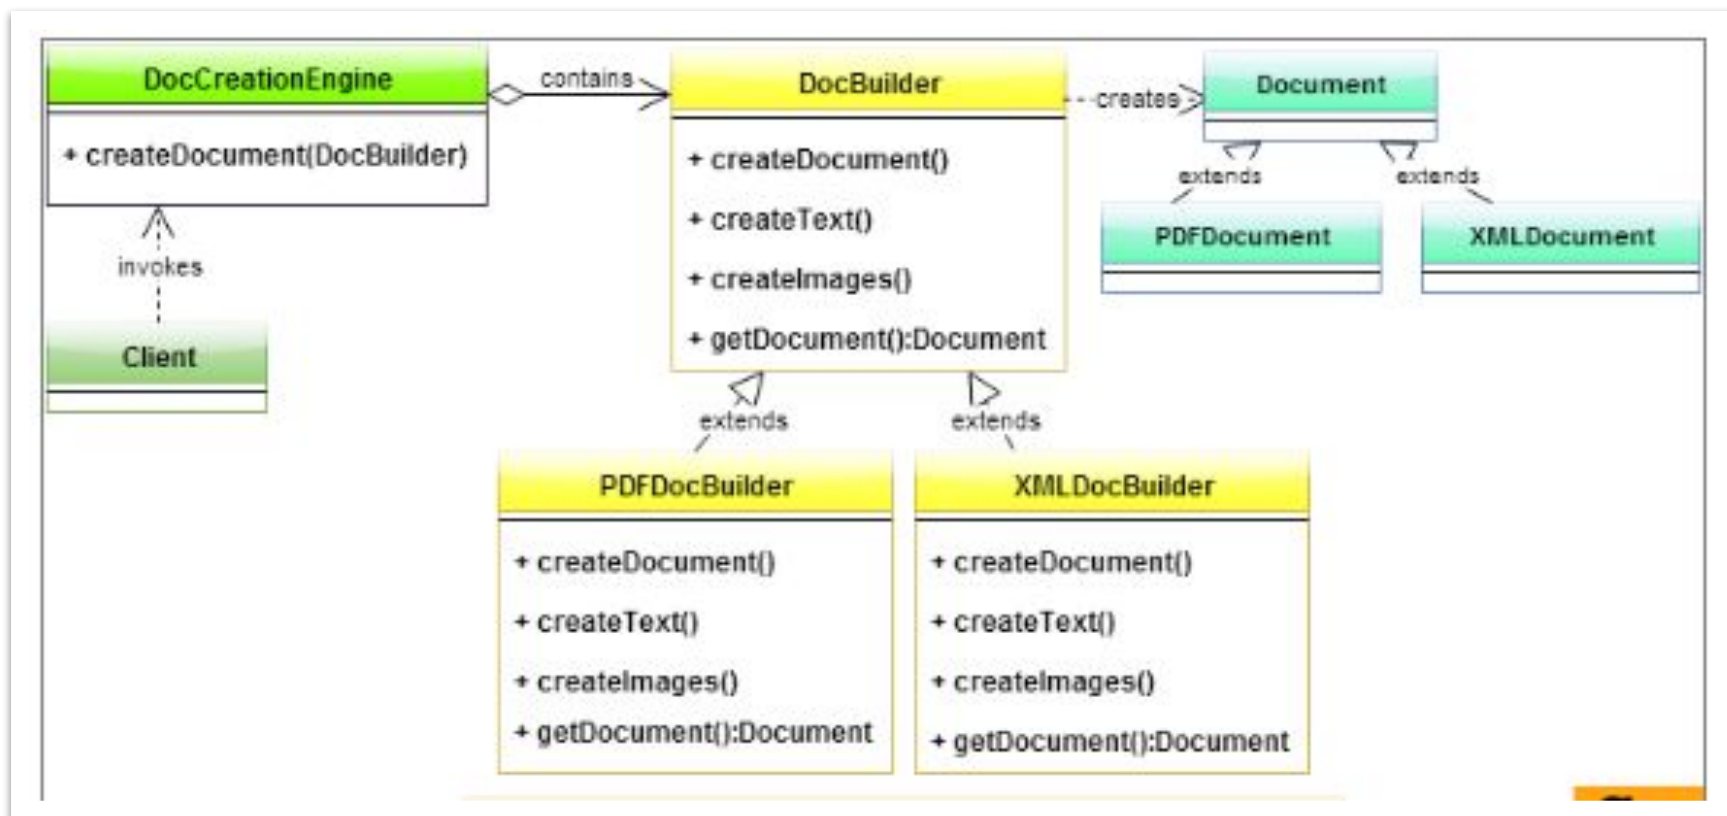 DocCreationEngine
+ createDocument(DocBuilder)
contains
DocBuilder
+ createDocument()
+ createText()
+ createImages()
+ getDocument():Document
creates
Document
extends
extends
PDFDocument
XMLDocument
invokes
Client
extends
extends
PDFDocBuilder
+ createDocument()
+ createText()
+ createImages()
+ getDocument():Document
XMLDocBuilder
+ createDocument()
+ createText()
+ createImages()
+ getDocument():Document